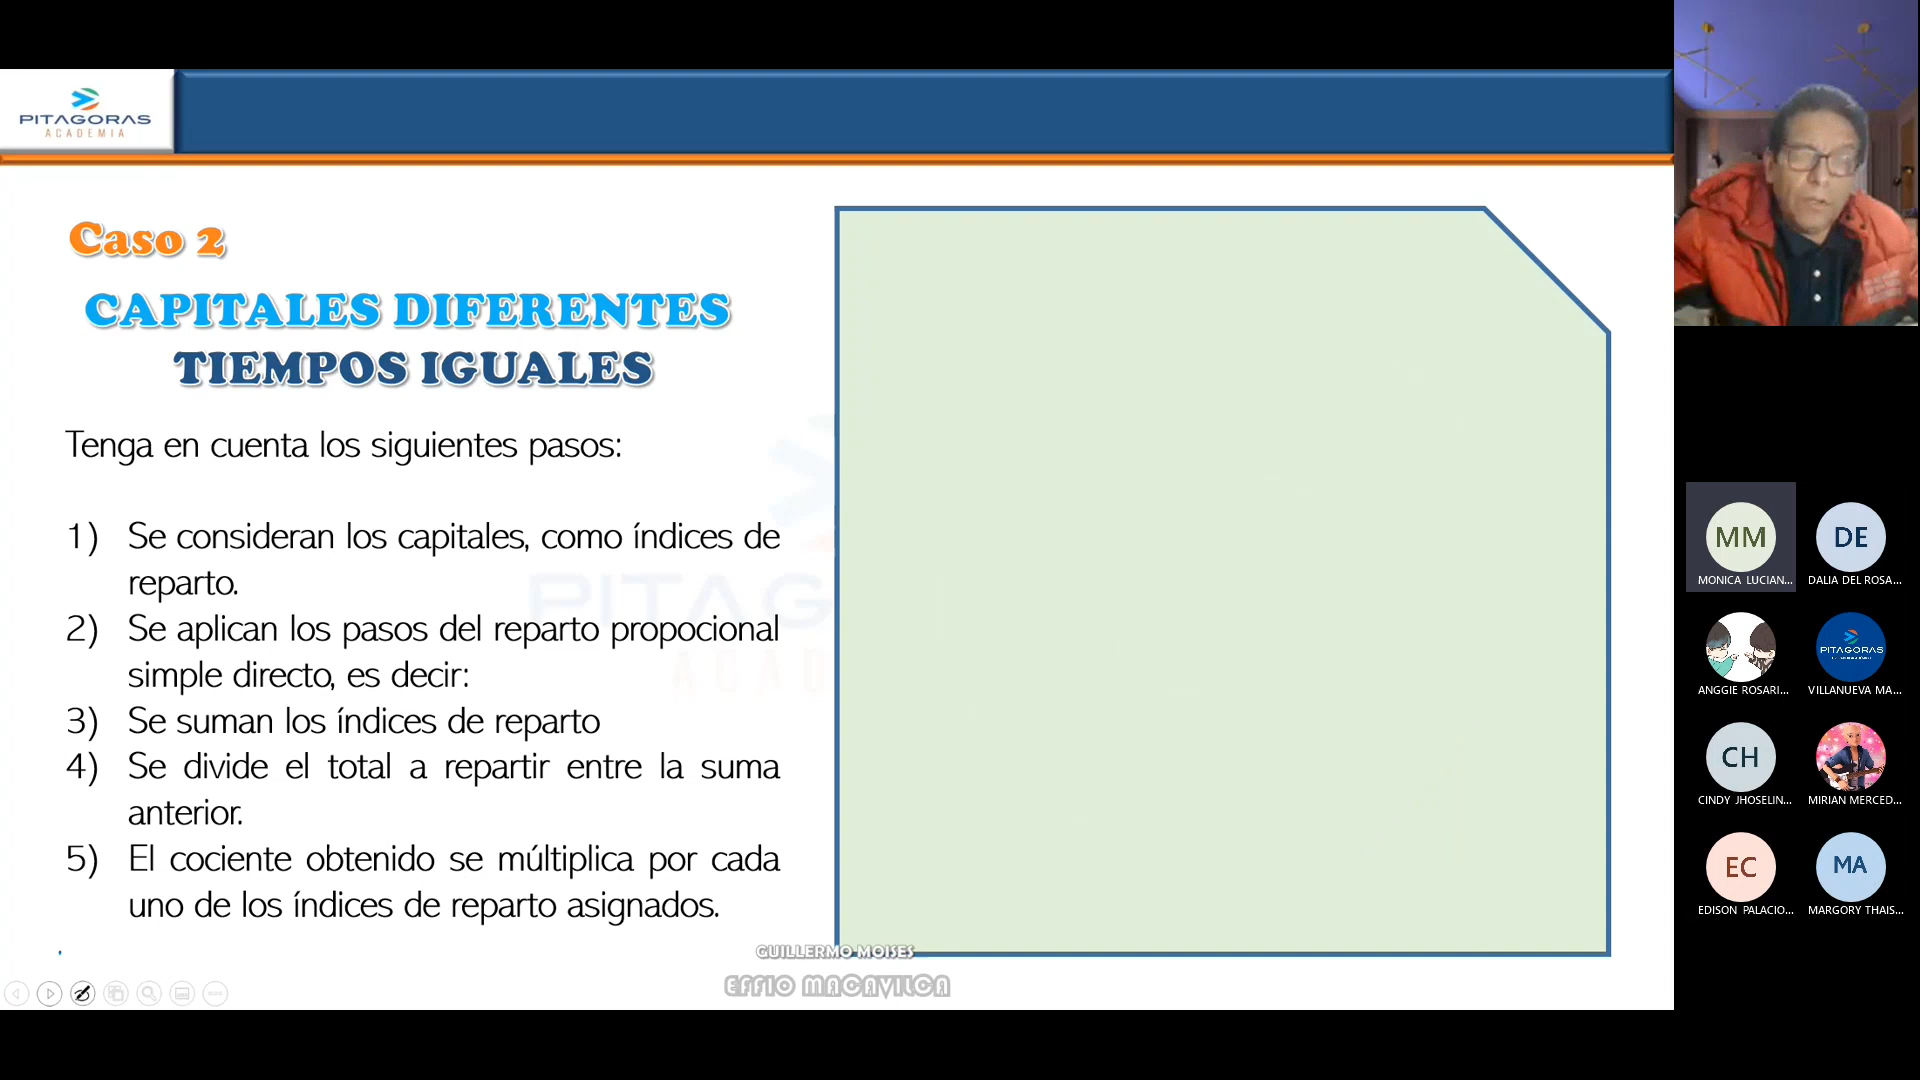 PITAGORAS
ACADEMIA
Caso 2
CAPITALES DIFERENTES
TIEMPOS IGUALES
Tenga en cuenta los siguientes pasos:
1) Se consideran los capitales, como índices de
reparto.
2) Se aplican los pasos del reparto propocional
simple directo, es decir:
3) Se suman los índices de reparto
4) Se divide el total a repartir entre la suma
anterior.
5) El cociente obtenido se múltiplica por cada
uno de los índices de reparto asignados.
PITAGOR
ACAD
GUILLERMO MOISES
EFFIO MACAVILCA
MM
MONICA LUCIAN...
DE
DALIA DEL ROSA...
ANGGIE ROSARI...
PITAGORAS
VILLANUEVA MA...
CH
CINDY JHOSELIN...
MIRIAN MERCED...
EC
EDISON PALACIO...
MA
MARGORY THAIS...